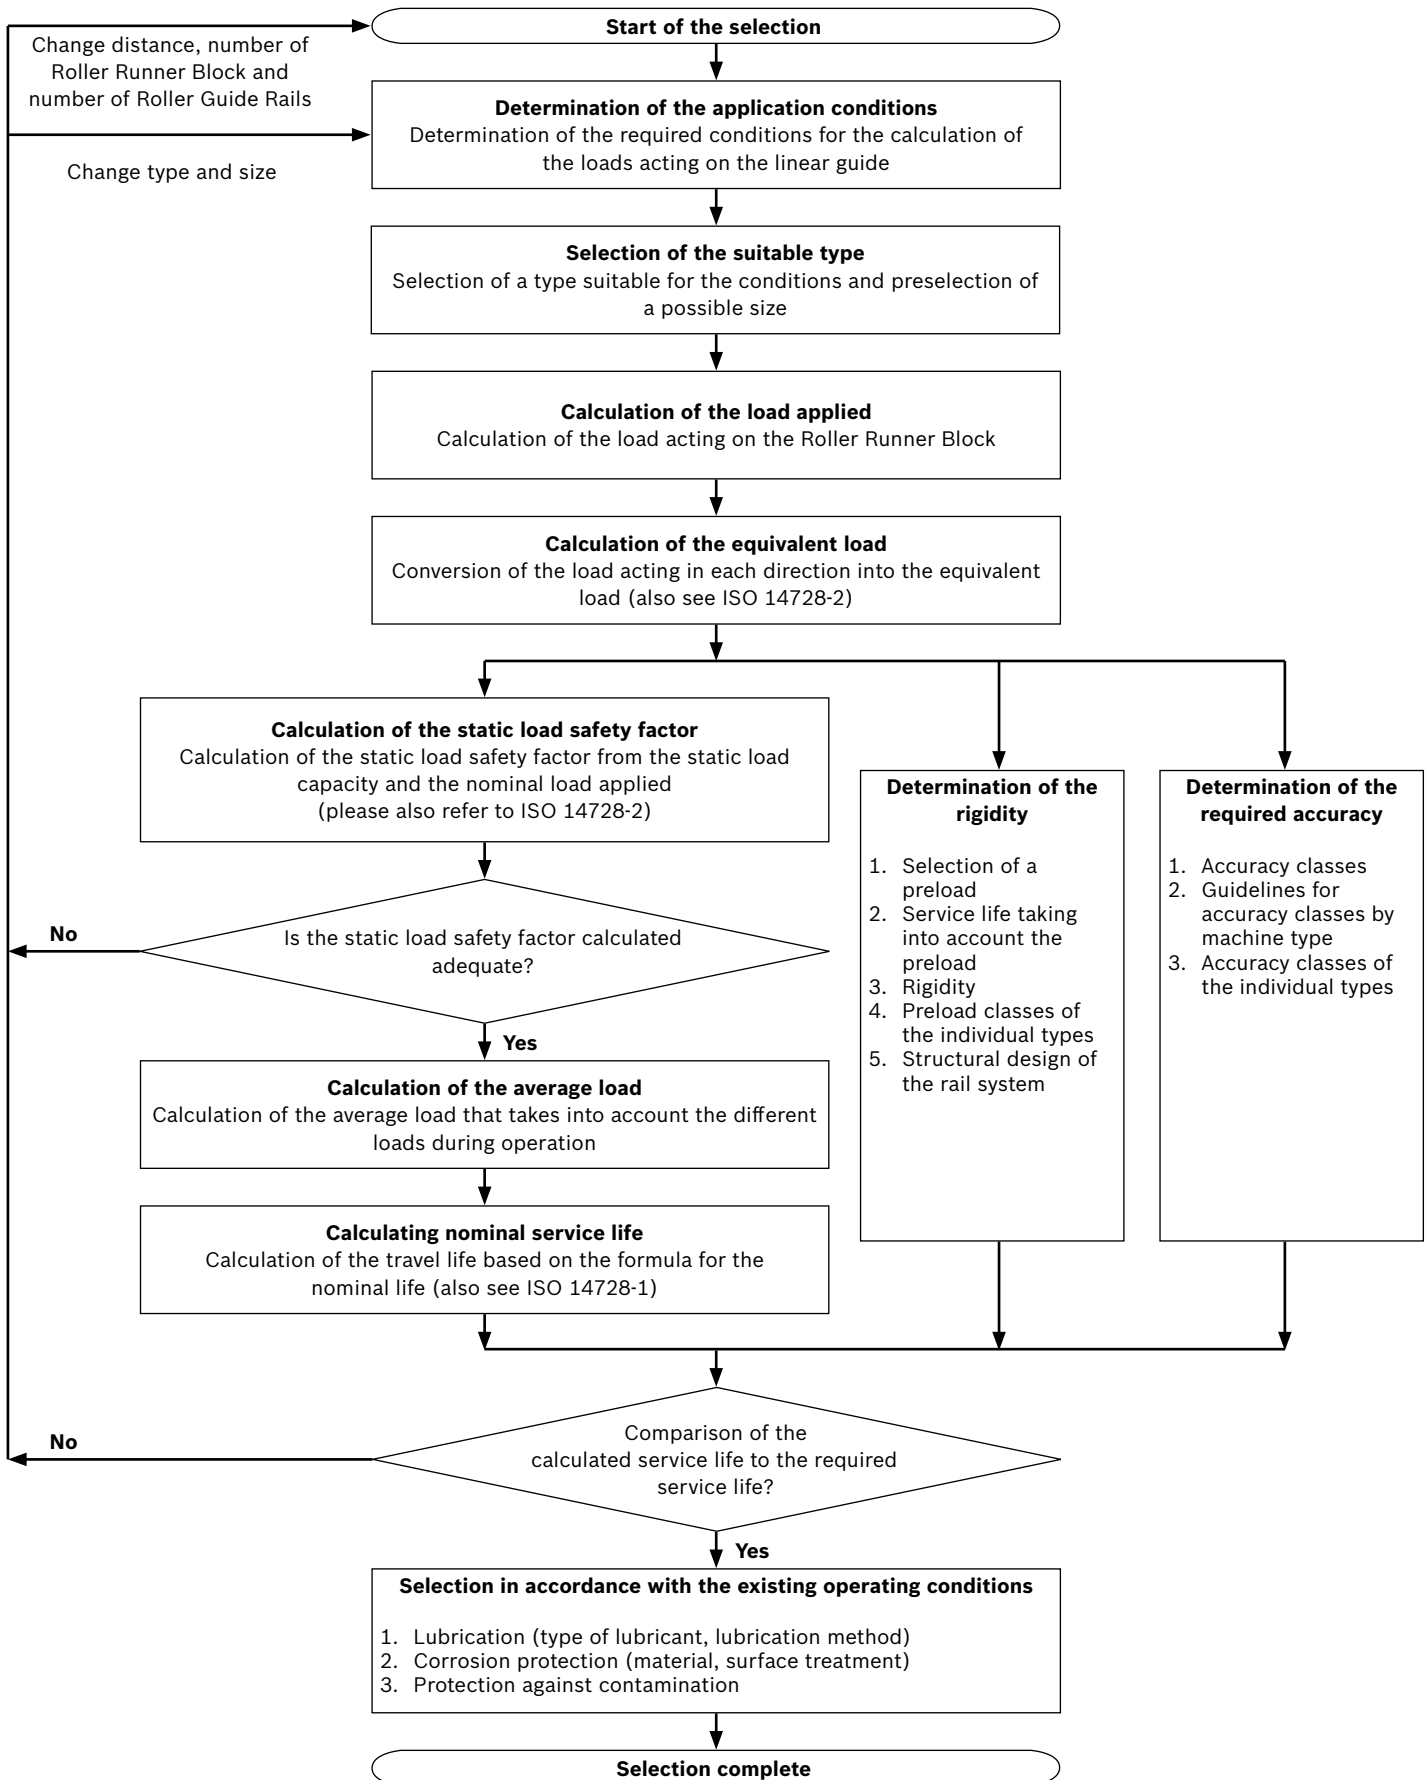 Start of the selection
Change distance, number of
Roller Runner Block and
number of Roller Guide Rails
Determination of the application conditions
Determination of the required conditions for the calculation of
the loads acting on the linear guide
Change type and size
Selection of the suitable type
Selection of a type suitable for the conditions and preselection of
a possible size
Calculation of the load applied
Calculation of the load acting on the Roller Runner Block
Calculation of the equivalent load
Conversion of the load acting in each direction into the equivalent
load (also see ISO 14728-2)
Calculation of the static load safety factor
Calculation of the static load safety factor from the static load
capacity and the nominal load applied
(please also refer to ISO 14728-2)
Determination of the
rigidity
1. Selection of a
preload
2. Service life taking
into account the
preload
3. Rigidity
4. Preload classes of
the individual types
5. Structural design of
the rail system
Determination of the
required accuracy
1. Accuracy classes
2. Guidelines for
accuracy classes by
machine type
3. Accuracy classes of
the individual types
No
Is the static load safety factor calculated
adequate?
Yes
Calculation of the average load
Calculation of the average load that takes into account the different
loads during operation
Calculating nominal service life
Calculation of the travel life based on the formula for the
nominal life (also see ISO 14728-1)
No
Comparison of the
calculated service life to the required
service life?
Yes
Selection in accordance with the existing operating conditions
1. Lubrication (type of lubricant, lubrication method)
2. Corrosion protection (material, surface treatment)
3. Protection against contamination
Selection complete